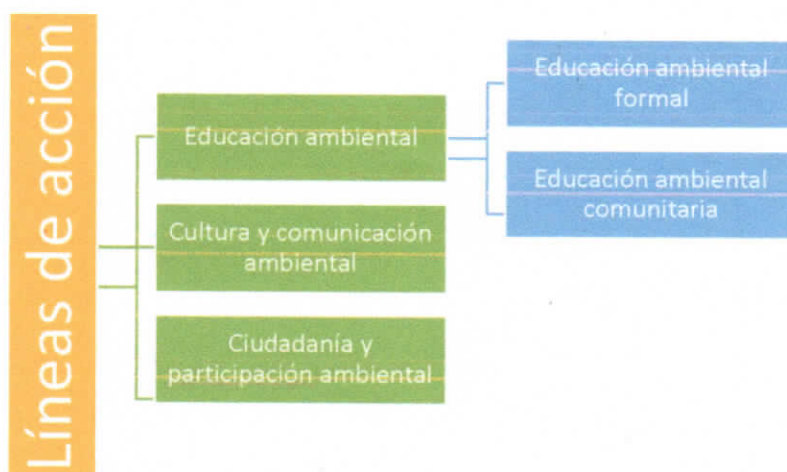 Líneas de acción
Educación ambiental
Cultura y comunicación
ambiental
Ciudadanía y
participación ambiental
Educación ambiental
formal
Educación ambiental
comunitaria